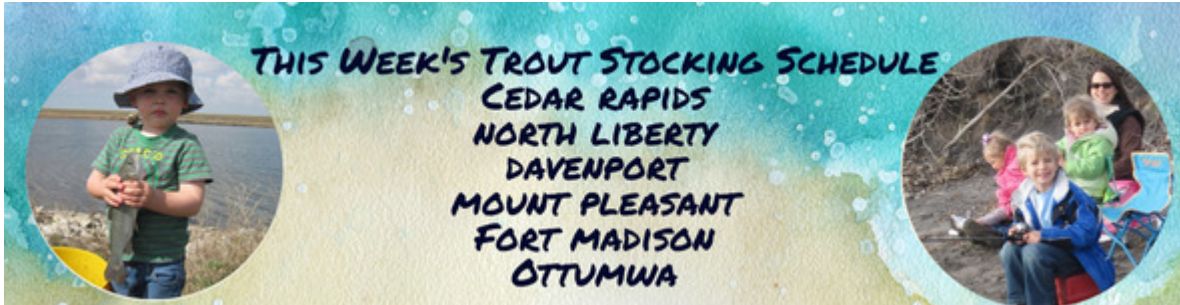 This Week's Trout Stocking Schedule
Cedar rapids
north liberty
davenport
mount pleasant
Fort madison
Ottumwa